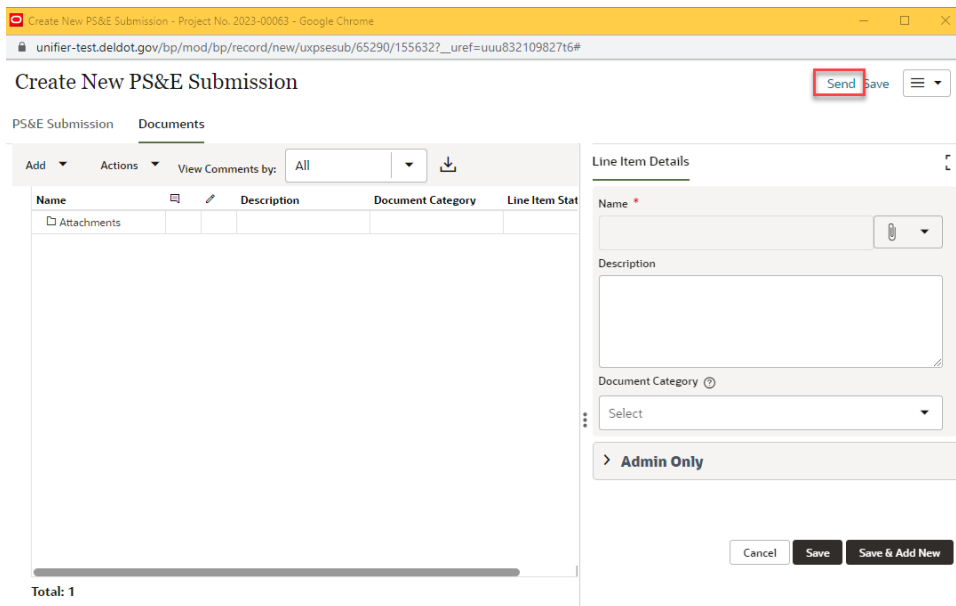 Create New PS&E Submission - Project No. 2023-00063 - Google Chrome
unifier-test.deldot.gov/bp/mod/bp/record/new/uxpsesub/65290/155632?__uref=uuu832109827t6#
Create New PS&E Submission
Send Save
PS&E Submission Documents
Add Actions View Comments by: All
Line Item Details
Name Description Document Category Line Item Stat
Name *
Attachments
Description
Document Category
Select
Admin Only
Cancel Save Save & Add New
Total: 1